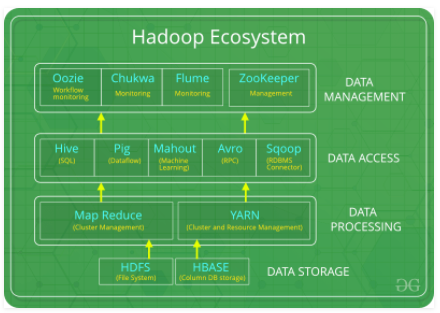 Hadoop Ecosystem
Oozie
Workflow
monitoring
Chukwa
Monitoring
Flume
Monitoring
ZooKeeper
Management
DATA
MANAGEMENT
Hive
(SQL)
Pig
(Dataflow)
Mahout
(Machine
Learning)
Avro
(RPC)
Sqoop
(RDBMS
Connector)
DATA ACCESS
Map Reduce
(Cluster Management)
YARN
(Cluster and Resource Management)
DATA
PROCESSING
HDFS
(File System)
HBASE
(Column DB storage)
DATA STORAGE